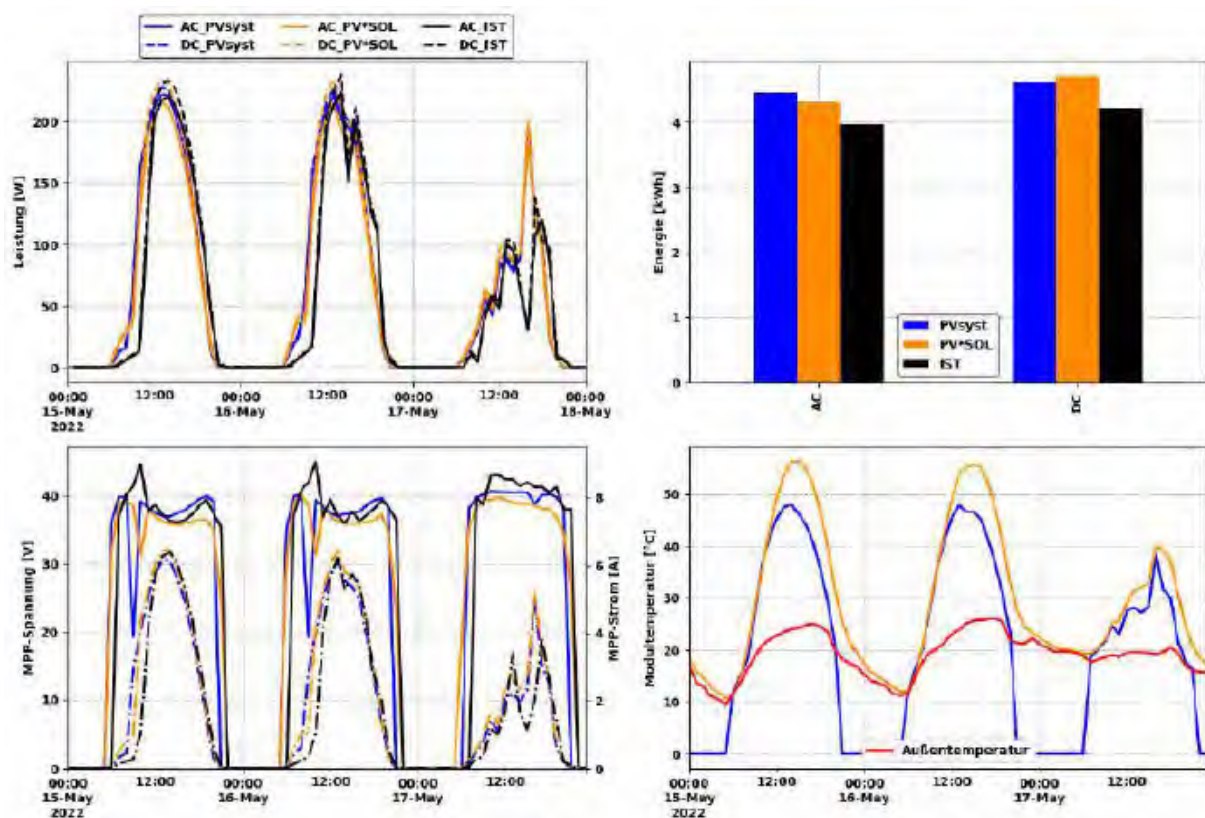 AC_PVsyst AC_PV*SOL AC_IST
DC_PVsyst DC_PV*SOL DC_IST
Leistung [W]
200
150
100
50
0
00:00 12:00 00:00 12:00 00:00 12:00 00:00
15-May 16-May 17-May 18-May
2022
Energie [kWh]
4
3
2
1
0
PVsyst
PV*SOL
IST
AC DC
MPP-Spannung [V]
40
30
20
10
0
MPP-Strom [A]
8
6
4
2
0
00:00 12:00 00:00 12:00 00:00 12:00
15-May 16-May 17-May
2022
Modultemperatur [°C]
50
40
30
20
10
0
Außentemperatur
00:00 12:00 00:00 12:00 00:00 12:00
15-May 16-May 17-May
2022